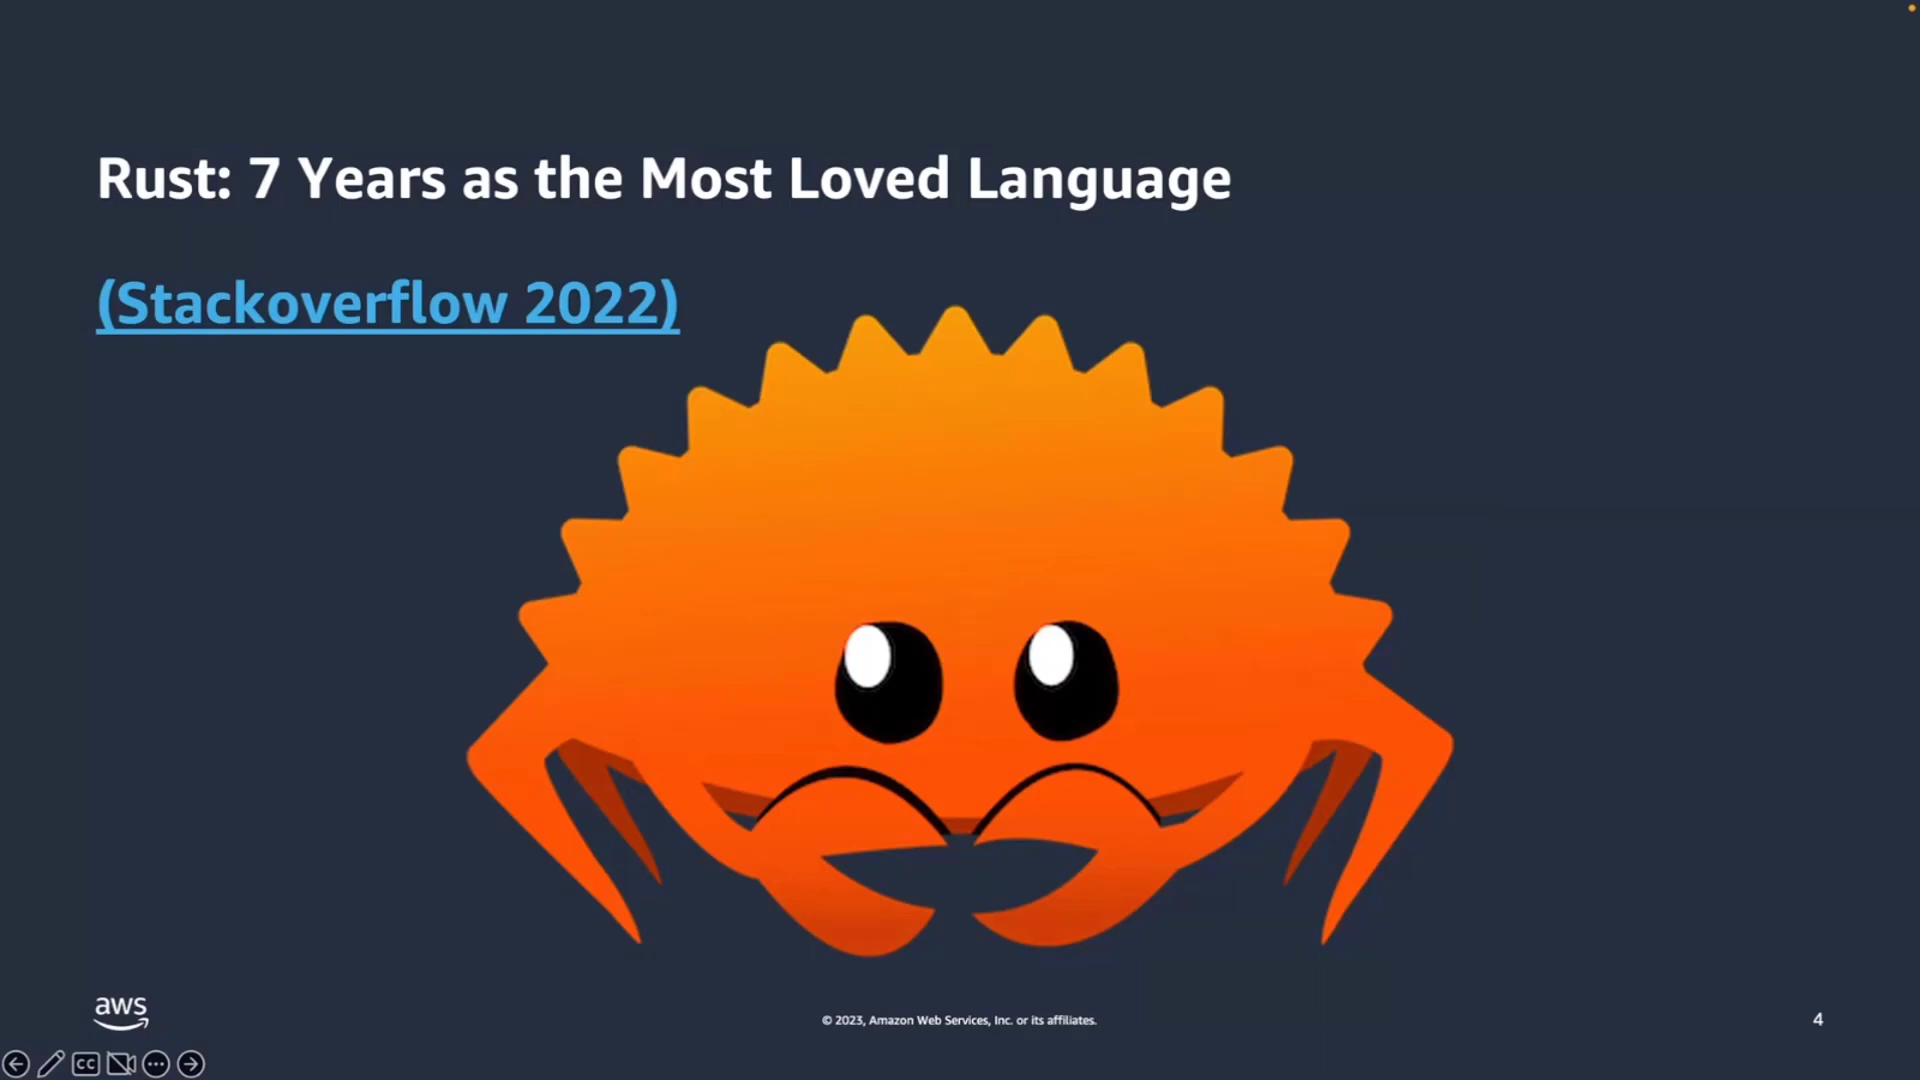 Rust: 7 Years as the Most Loved Language
(Stackoverflow 2022)
aws
© 2023, Amazon Web Services, Inc. or its affiliates.
4
CC